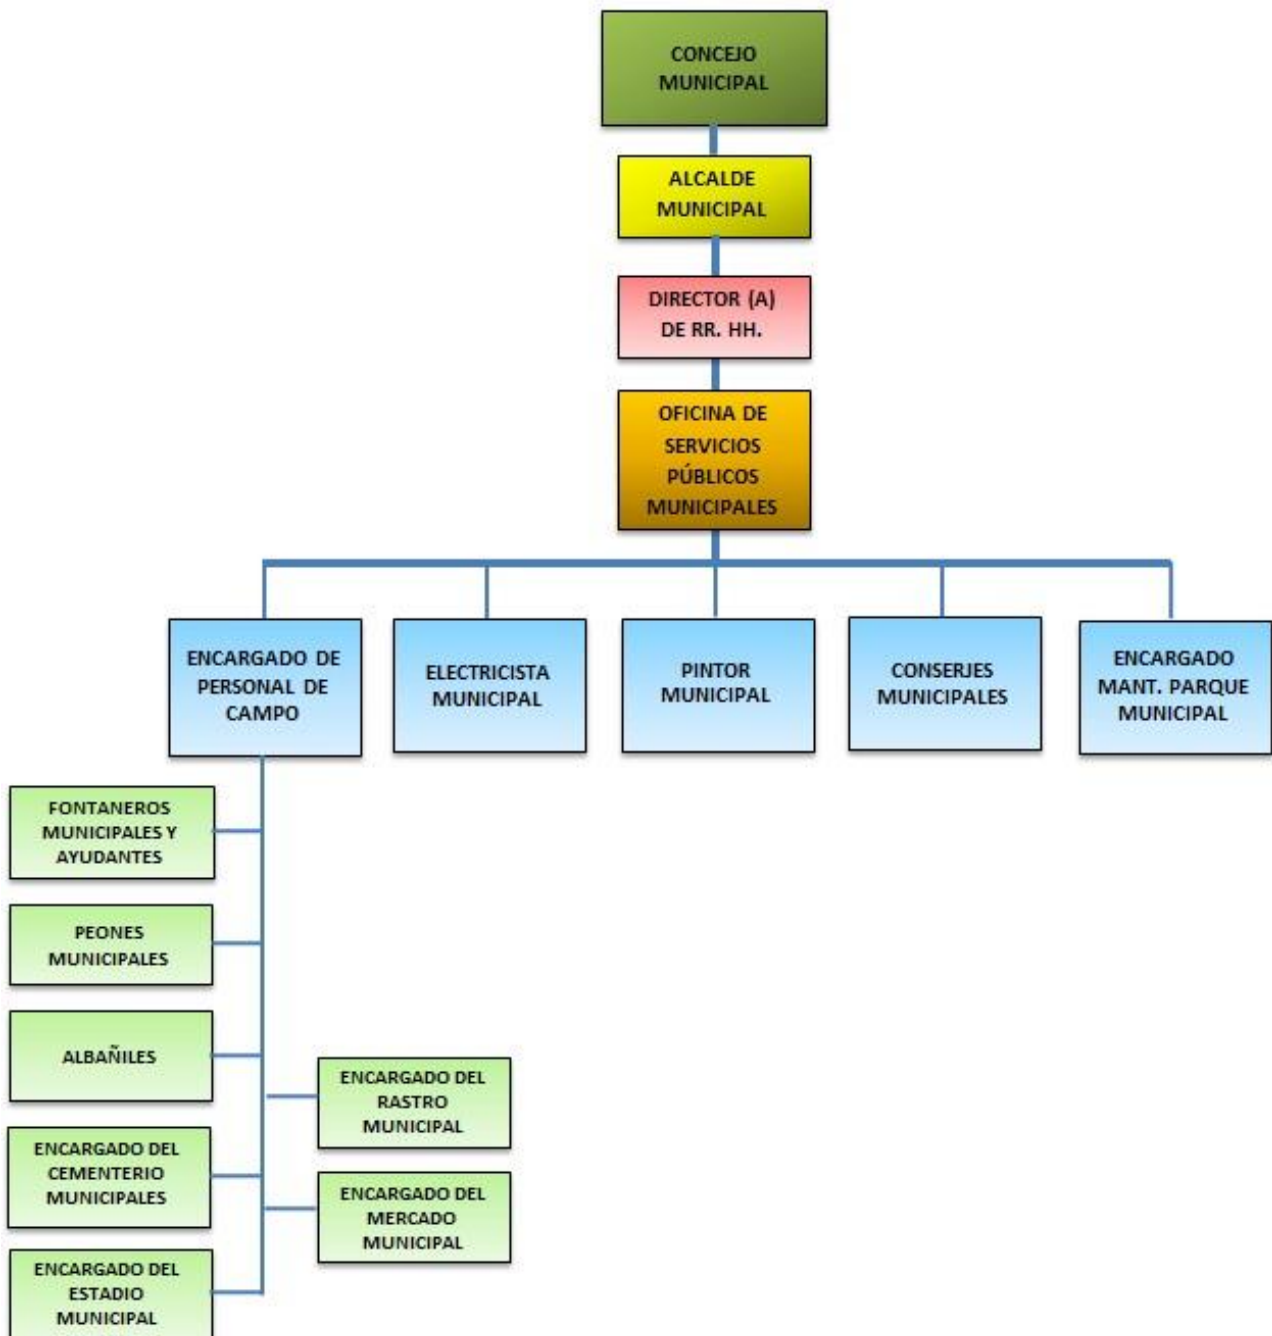 CONCEJO
MUNICIPAL
ALCALDE
MUNICIPAL
DIRECTOR (A)
DE RR. HH.
OFICINA DE
SERVICIOS
PÚBLICOS
MUNICIPALES
ENCARGADO DE
PERSONAL DE
CAMPO
ELECTRICISTA
MUNICIPAL
PINTOR
MUNICIPAL
CONSERJES
MUNICIPALES
ENCARGADO
MANT. PARQUE
MUNICIPAL
FONTANEROS
MUNICIPALES Y
AYUDANTES
PEONES
MUNICIPALES
ALBAÑILES
ENCARGADO DEL
RASTRO
MUNICIPAL
ENCARGADO DEL
CEMENTERIO
MUNICIPALES
ENCARGADO DEL
MERCADO
MUNICIPAL
ENCARGADO DEL
ESTADIO
MUNICIPAL